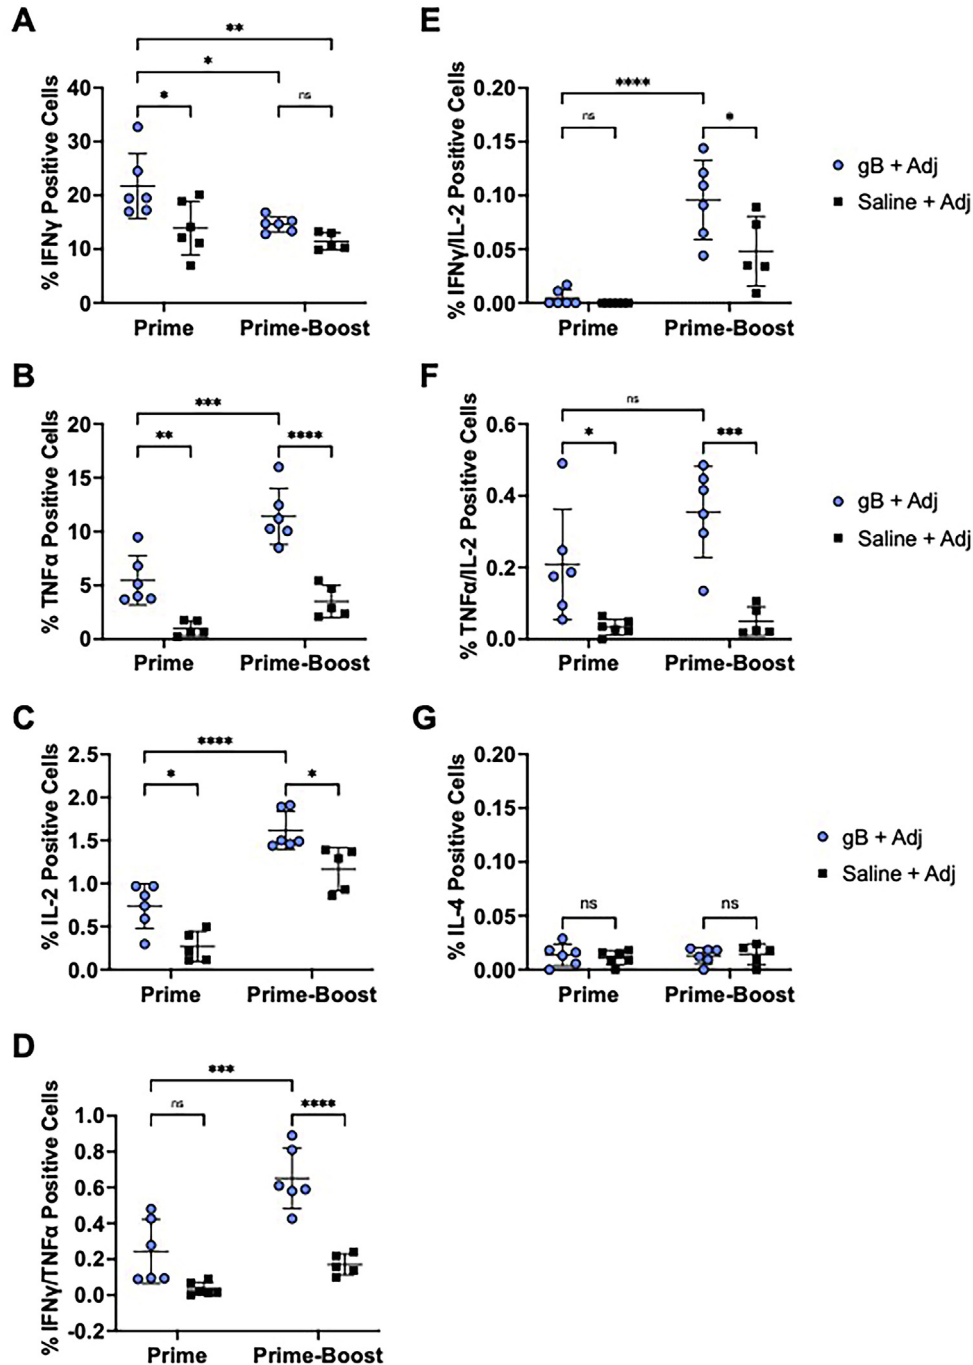 A
**
*
*
ns
% IFNγ Positive Cells
40
30
20
10
0
Prime
Prime-Boost
B
***
**
****
% TNFα Positive Cells
20
15
10
5
0
Prime
Prime-Boost
C
****
*
*
% IL-2 Positive Cells
2.5
2.0
1.5
1.0
0.5
0.0
Prime
Prime-Boost
D
***
ns
****
% IFNγ/TNFα Positive Cells
1.0
0.8
0.6
0.4
0.2
0.0
-0.2
Prime
Prime-Boost
E
****
ns
*
% IFNγ/IL-2 Positive Cells
0.20
0.15
0.10
0.05
0.00
Prime
Prime-Boost
gB + Adj
Saline + Adj
F
ns
*
***
% TNFα/IL-2 Positive Cells
0.6
0.4
0.2
0.0
Prime
Prime-Boost
gB + Adj
Saline + Adj
G
ns
ns
% IL-4 Positive Cells
0.20
0.15
0.10
0.05
0.00
Prime
Prime-Boost
gB + Adj
Saline + Adj